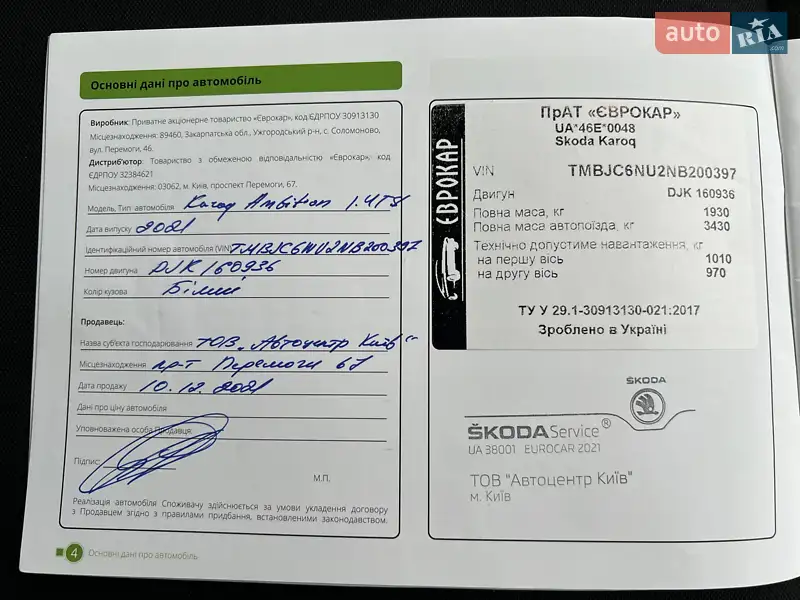 auto RIA.com
Основні дані про автомобіль
Виробник: Приватне акціонерне товариство «Єврокар», код ЄДРПОУ 30913130
Місцезнаходження: 89460, Закарпатська обл., Ужгородський р-н, с. Соломоново,
вул. Перемоги, 46.
Дистриб'ютор: Товариство з обмеженою відповідальністю «Єврокар», код
ЄДРПОУ 32384621
Місцезнаходження: 03062, м. Київ, проспект Перемоги, 67.
Модель, Тип автомобіля Karoq Ambition 1.4TSI
Дата випуску 2021
Ідентифікаційний номер автомобіля (VIN) TMBJC6NU2NB200397
Номер двигуна DJK 160936
Колір кузова Білий
Продавець:
Назва суб'єкта господарювання ТОВ "Автоцентр Київ"
Місцезнаходження пр-т Перемоги 67
Дата продажу 10.12.2021
Дані про ціну автомобіля
Уповноважена особа Продавця:
Підпис:
М.П.
Реалізація автомобіля Споживачу здійснюється за умови укладення договору
з Продавцем згідно з правилами придбання, встановленими законодавством.
4 Основні дані про автомобіль
ЄВРОКАР
ПрАТ «ЄВРОКАР»
UA*46E*0048
Skoda Karoq
VIN TMBJC6NU2NB200397
Двигун DJK 160936
Повна маса, кг 1930
Повна маса автопоїзда, кг 3430
Технічно допустиме навантаження, кг
на першу вісь 1010
на другу вісь 970
ТУ У 29.1-30913130-021:2017
Зроблено в Україні
ŠKODA
ŠKODA Service®
UA 38001 EUROCAR 2021
ТОВ "Автоцентр Київ"
м. Київ